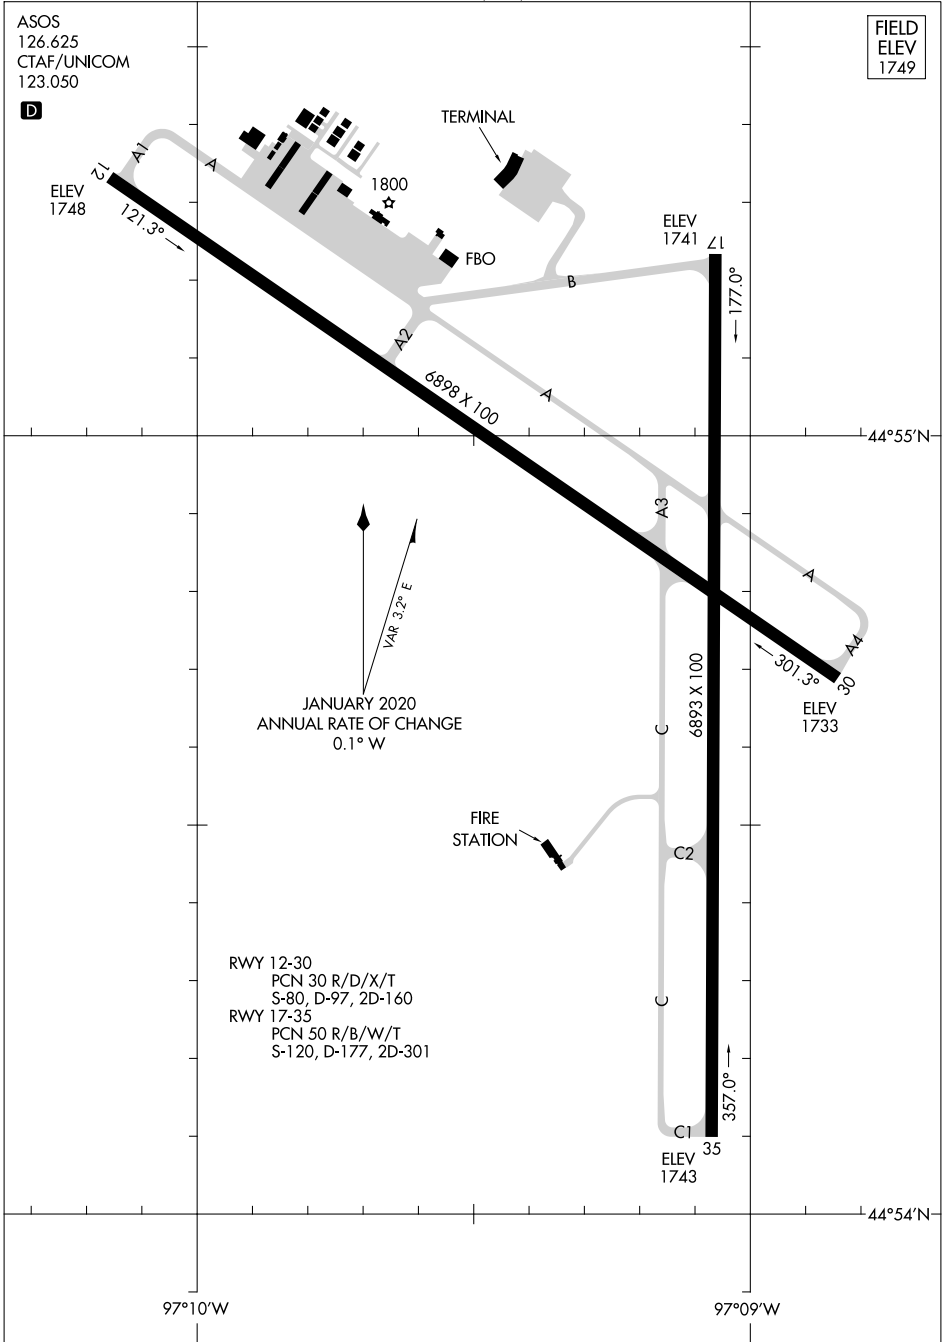 ASOS
126.625
CTAF/UNICOM
123.050
D
FIELD
ELEV
1749
TERMINAL
A1
A
12
ELEV
1748
121.3°
1800
FBO
ELEV
1741
17
177.0°
B
A2
6898 X 100
A
44°55'N
A3
A
VAR 3.2° E
A4
301.3°
30
ELEV
1733
6893 X 100
JANUARY 2020
ANNUAL RATE OF CHANGE
0.1° W
C
FIRE
STATION
C2
RWY 12-30
PCN 30 R/D/X/T
S-80, D-97, 2D-160
RWY 17-35
PCN 50 R/B/W/T
S-120, D-177, 2D-301
C
357.0°
C1
35
ELEV
1743
44°54'N
97°10'W
97°09'W